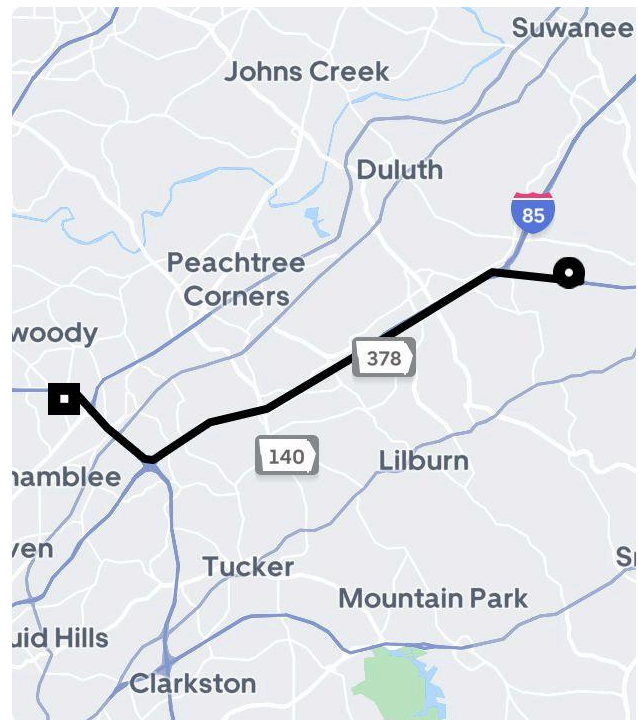 Suwanee
Johns Creek
Duluth
85
Peachtree
Corners
woody
378
140
Lilburn
hamblee
ven
Tucker
Sn
Mountain Park
uid Hills
Clarkston